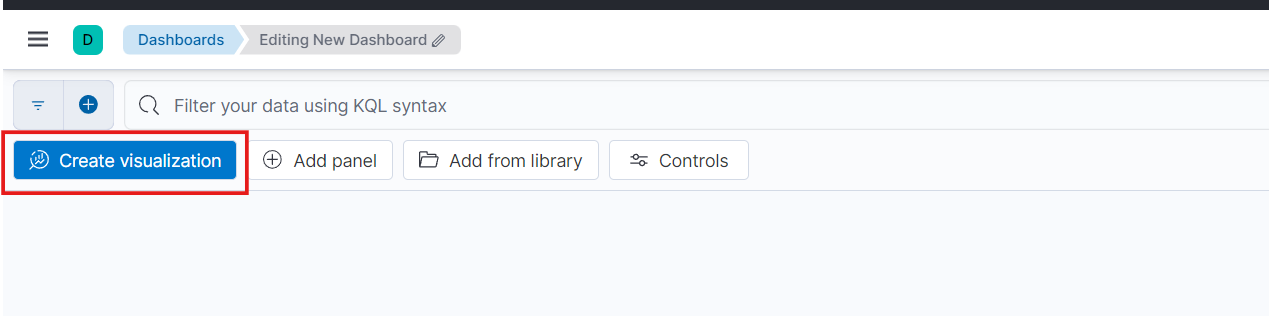 D Dashboards Editing New Dashboard
Filter your data using KQL syntax
Create visualization Add panel Add from library Controls